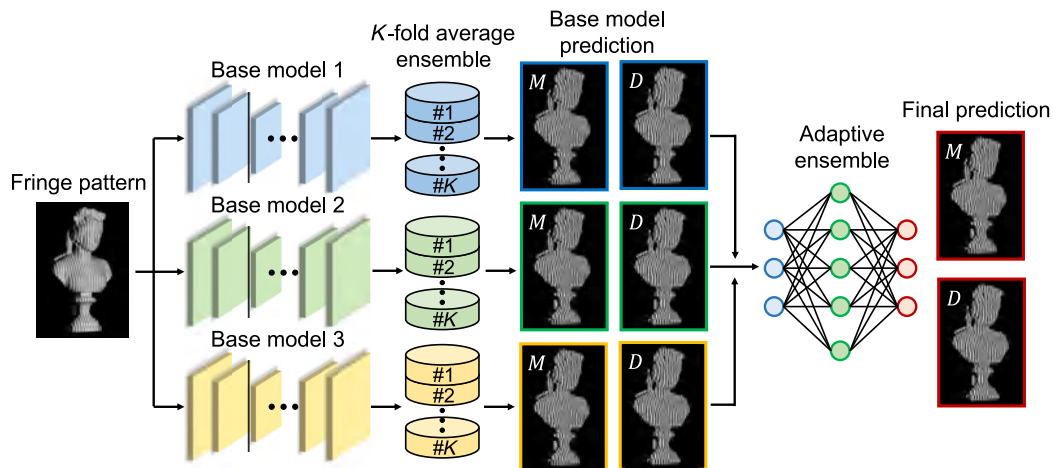 Fringe pattern
Base model 1
Base model 2
Base model 3
K-fold average
ensemble
#1
#2
#K
#1
#2
#K
#1
#2
#K
Base model
prediction
M
D
M
D
M
D
Adaptive
ensemble
Final prediction
M
D